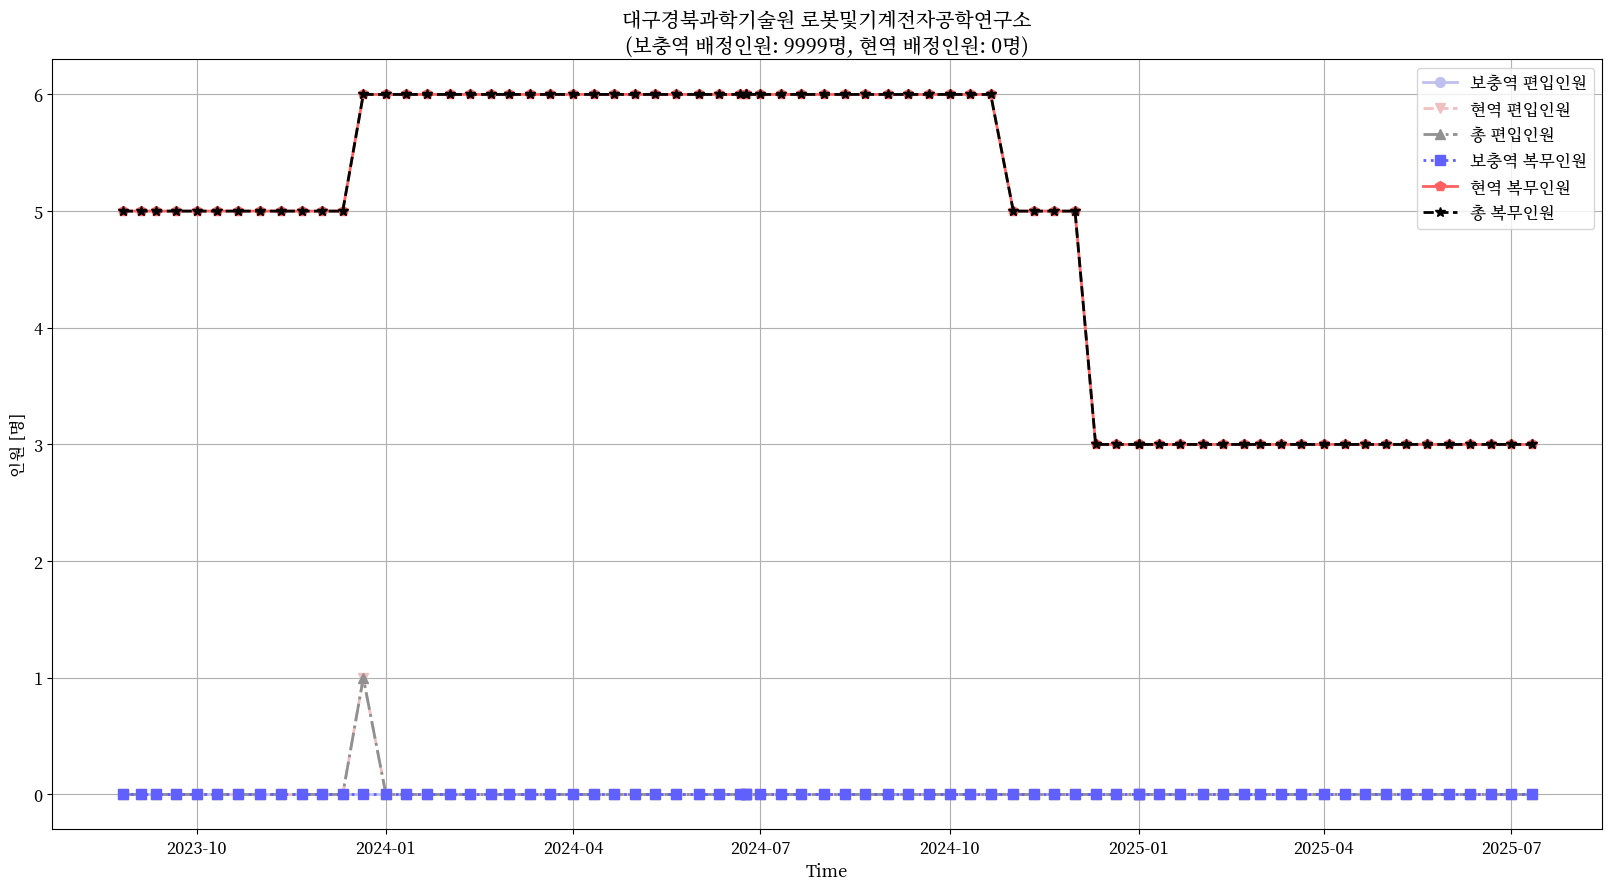 대구경북과학기술원 로봇및기계전자공학연구소
(보충역 배정인원: 9999명, 현역 배정인원: 0명)
보충역 편입인원
현역 편입인원
총 편입인원
보충역 복무인원
현역 복무인원
총 복무인원
인원 [명]
6
5
4
3
2
1
0
2023-10
2024-01
2024-04
2024-07
2024-10
2025-01
2025-04
2025-07
Time